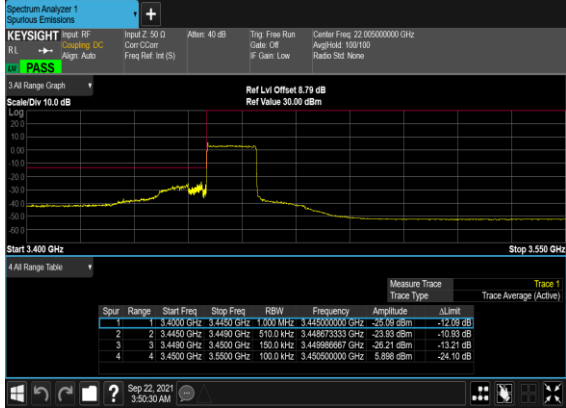 Spectrum Analyzer 1
Spurious Emissions
KEYSIGHT Input: RF Input Z: 50 Ω Atten: 40 dB Trig: Free Run Center Freq: 22.005000000 GHz
RL Coupling: DC Corr CCorr Gate: Off Avg|Hold: 100/100
Align: Auto Freq Ref: Int (S) IF Gain: Low Radio Std: None
PASS
3 All Range Graph
Ref Lvl Offset 8.79 dB
Scale/Div 10.0 dB Ref Value 30.00 dBm
Log
20.0
10.0
0.00
-10.0
-20.0
-30.0
-40.0
-50.0
-60.0
Start 3.400 GHz Stop 3.550 GHz
4 All Range Table
Measure Trace Trace 1
Trace Type Trace Average (Active)
Spur Range Start Freq Stop Freq RBW Frequency Amplitude ΔLimit
1 1 3.4000 GHz 3.4450 GHz 1.000 MHz 3.445000000 GHz -25.09 dBm -12.09 dB
2 2 3.4450 GHz 3.4490 GHz 510.0 kHz 3.448673333 GHz -23.93 dBm -10.93 dB
3 3 3.4490 GHz 3.4500 GHz 150.0 kHz 3.449986667 GHz -26.21 dBm -13.21 dB
4 4 3.4500 GHz 3.5500 GHz 100.0 kHz 3.450500000 GHz 5.898 dBm -24.10 dB
Sep 22, 2021
3:50:30 AM